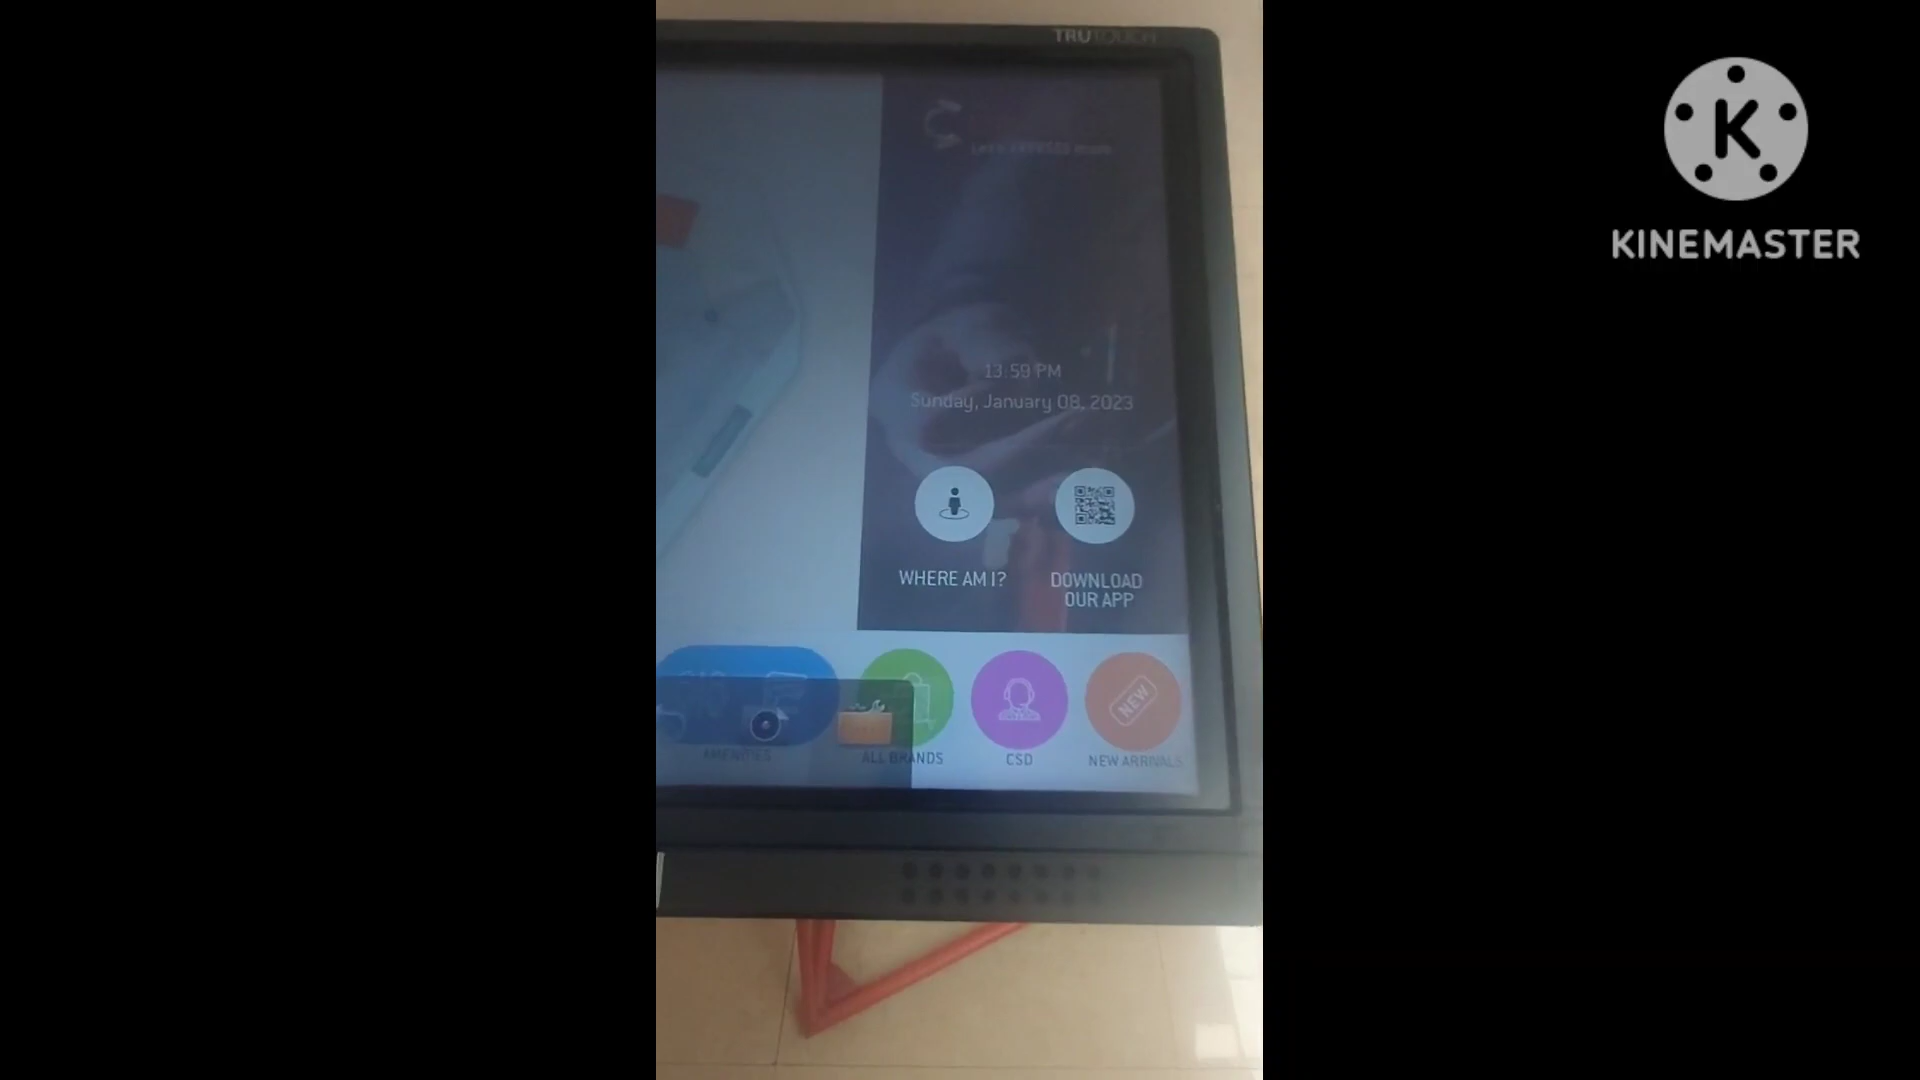 TRUTOUCH
13:59 PM
Sunday, January 08, 2023
WHERE AM I?
DOWNLOAD
OUR APP
NEW
AMENITIES
ALL BRANDS
CSD
NEW ARRIVALS
K
KINEMASTER